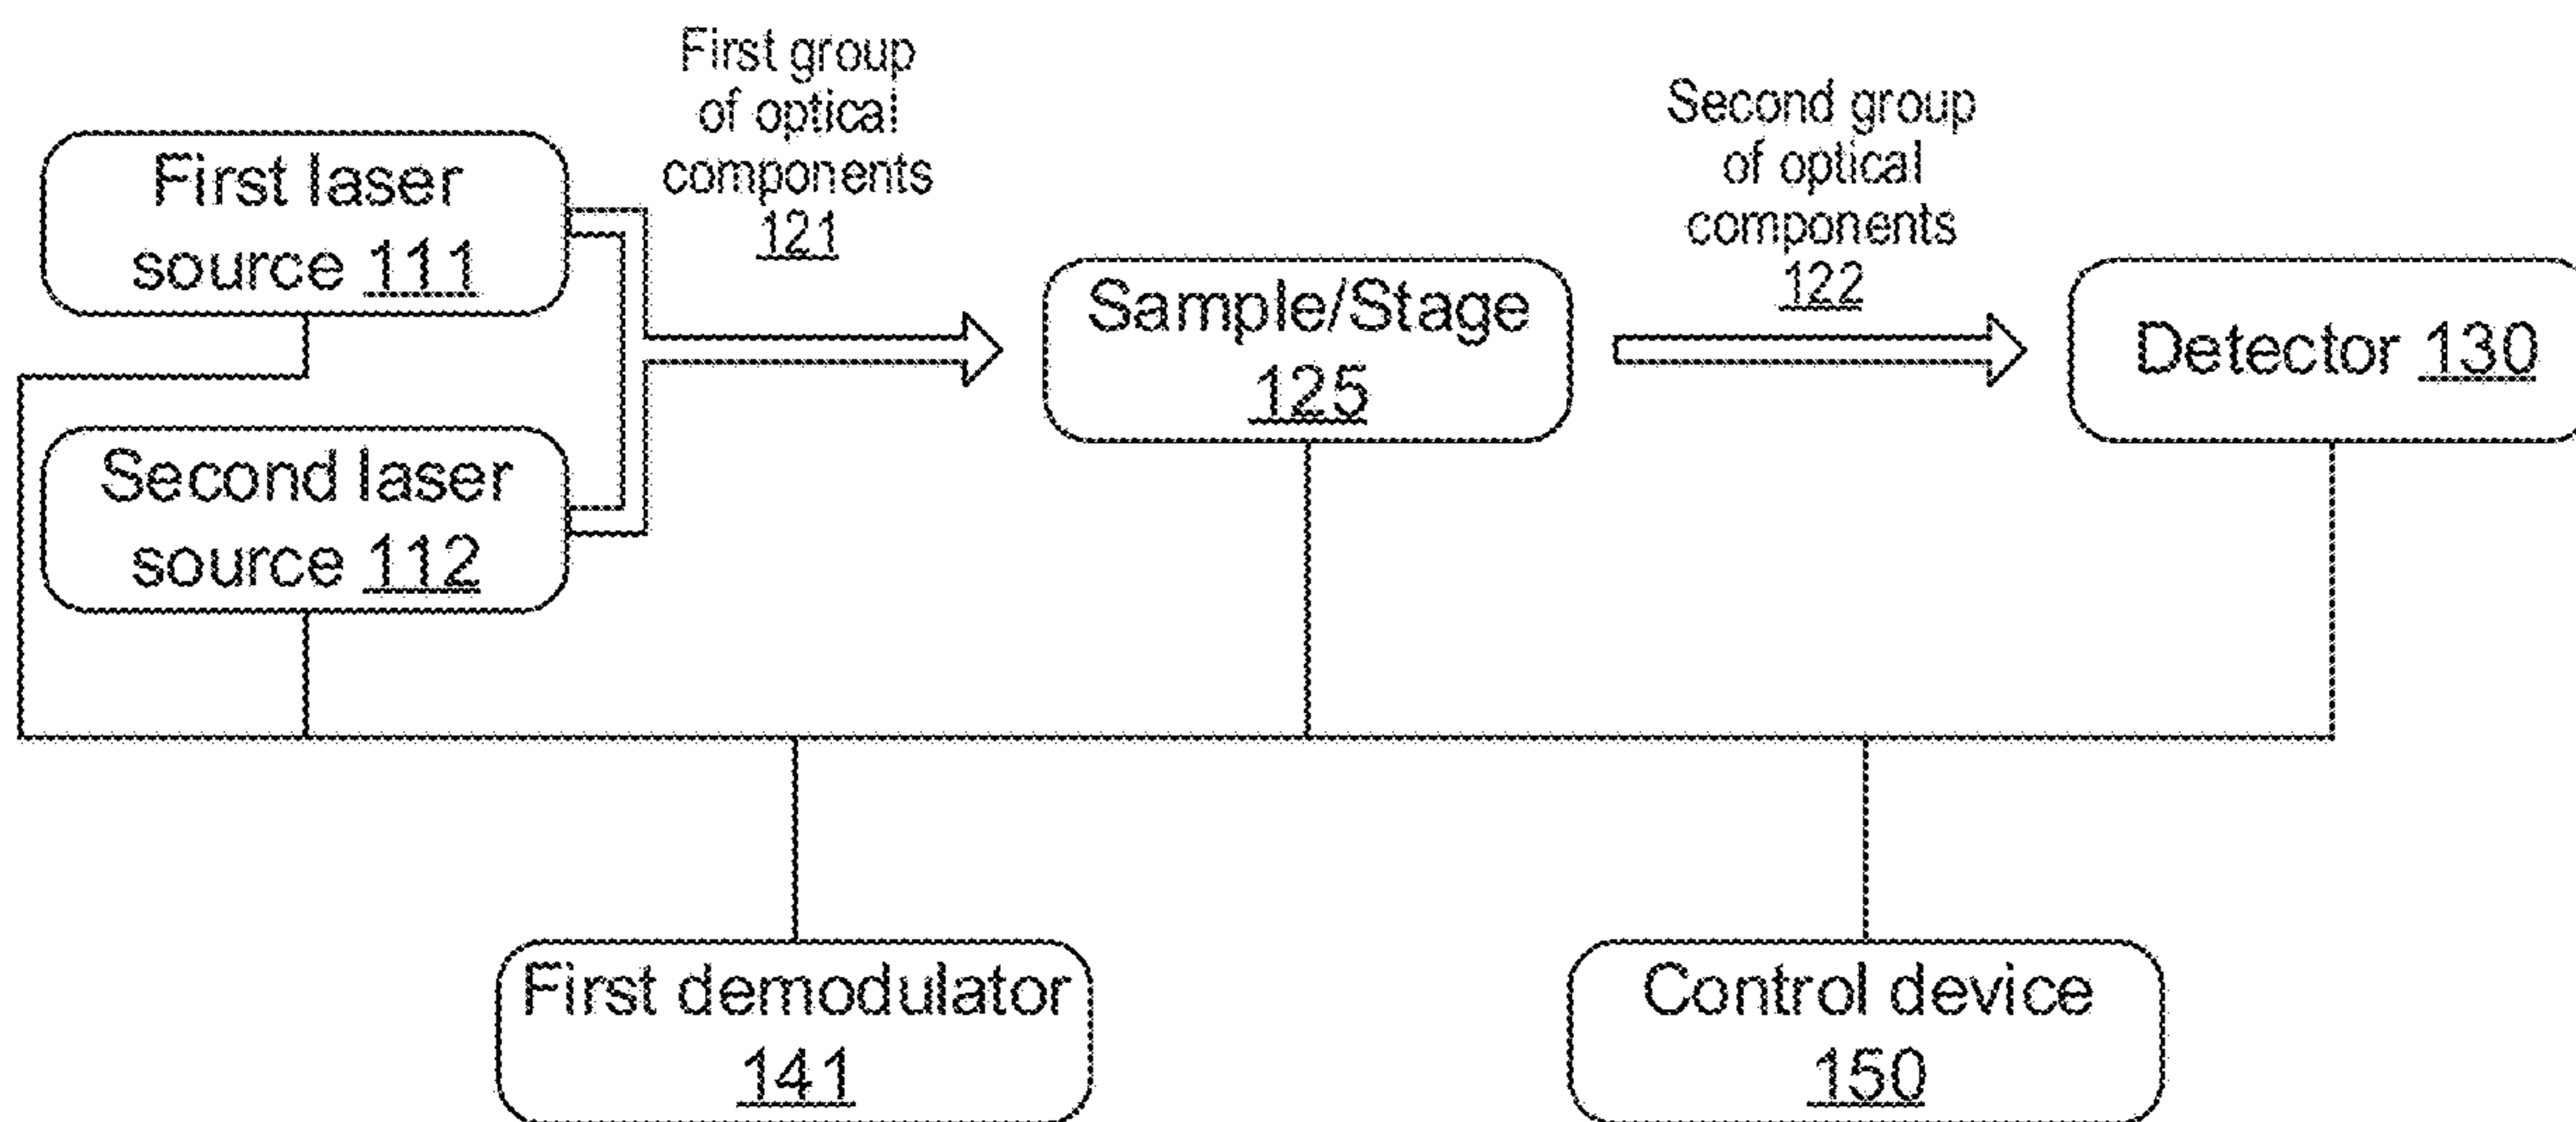 First group
of optical
components
121
Second group
of optical
components
122
First laser
source 111
Second laser
source 112
Sample/Stage
125
Detector 130
First demodulator
141
Control device
150